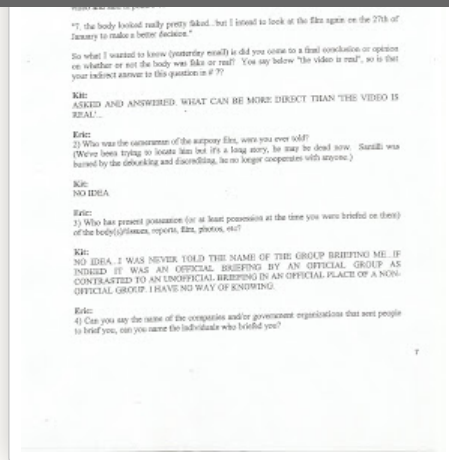 "7. the body looked really pretty faked...but I intend to look at the film again on the 27th of
January to make a better decision."
So what I wanted to know (yesterday email) is did you come to a final conclusion or opinion
on whether or not the body was fake or real? You say below "the video is real", so is that
your indirect answer to this question in # 7?
Kit:
ASKED AND ANSWERED. WHAT CAN BE MORE DIRECT THAN 'THE VIDEO IS
REAL'...
Eric:
2) Who was the cameraman of the autopsy film, were you ever told?
(We've been trying to locate him but it's a long story, he may be dead now. Santilli was
burned by the debunking and discrediting, he no longer cooperates with anyone.)
Kit:
NO IDEA
Eric:
3) Who has present possession (or at least possession at the time you were briefed on them)
of the body(s)/tissues, reports, film, photos, etc?
Kit:
NO IDEA...I WAS NEVER TOLD THE NAME OF THE GROUP BRIEFING ME...IF
INDEED IT WAS AN OFFICIAL BRIEFING BY AN OFFICIAL GROUP AS
CONTRASTED TO AN UNOFFICIAL BRIEFING IN AN OFFICIAL PLACE OF A NON-
OFFICIAL GROUP. I HAVE NO WAY OF KNOWING.
Eric:
4) Can you say the name of the companies and/or government organizations that sent people
to brief you, can you name the individuals who briefed you?
7